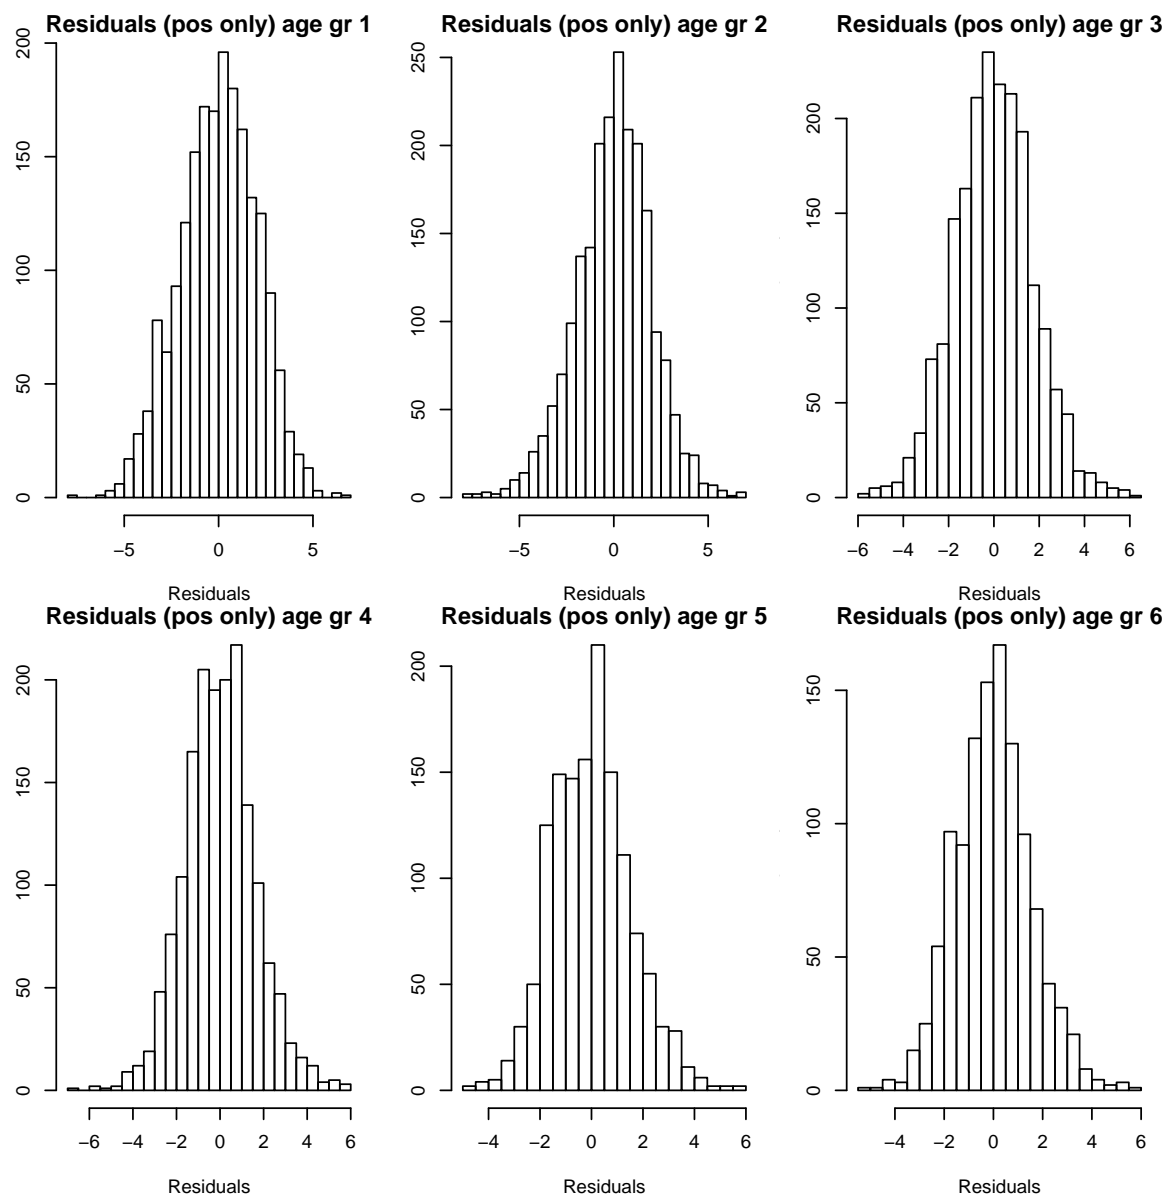 Residuals (pos only) age gr 1
200
150
100
50
0
−5 0 5
Residuals
Residuals (pos only) age gr 2
250
200
150
100
50
0
−5 0 5
Residuals
Residuals (pos only) age gr 3
200
150
100
50
0
−6 −4 −2 0 2 4 6
Residuals
Residuals (pos only) age gr 4
200
150
100
50
0
−6 −4 −2 0 2 4 6
Residuals
Residuals (pos only) age gr 5
200
150
100
50
0
−4 −2 0 2 4 6
Residuals
Residuals (pos only) age gr 6
150
100
50
0
−4 −2 0 2 4 6
Residuals